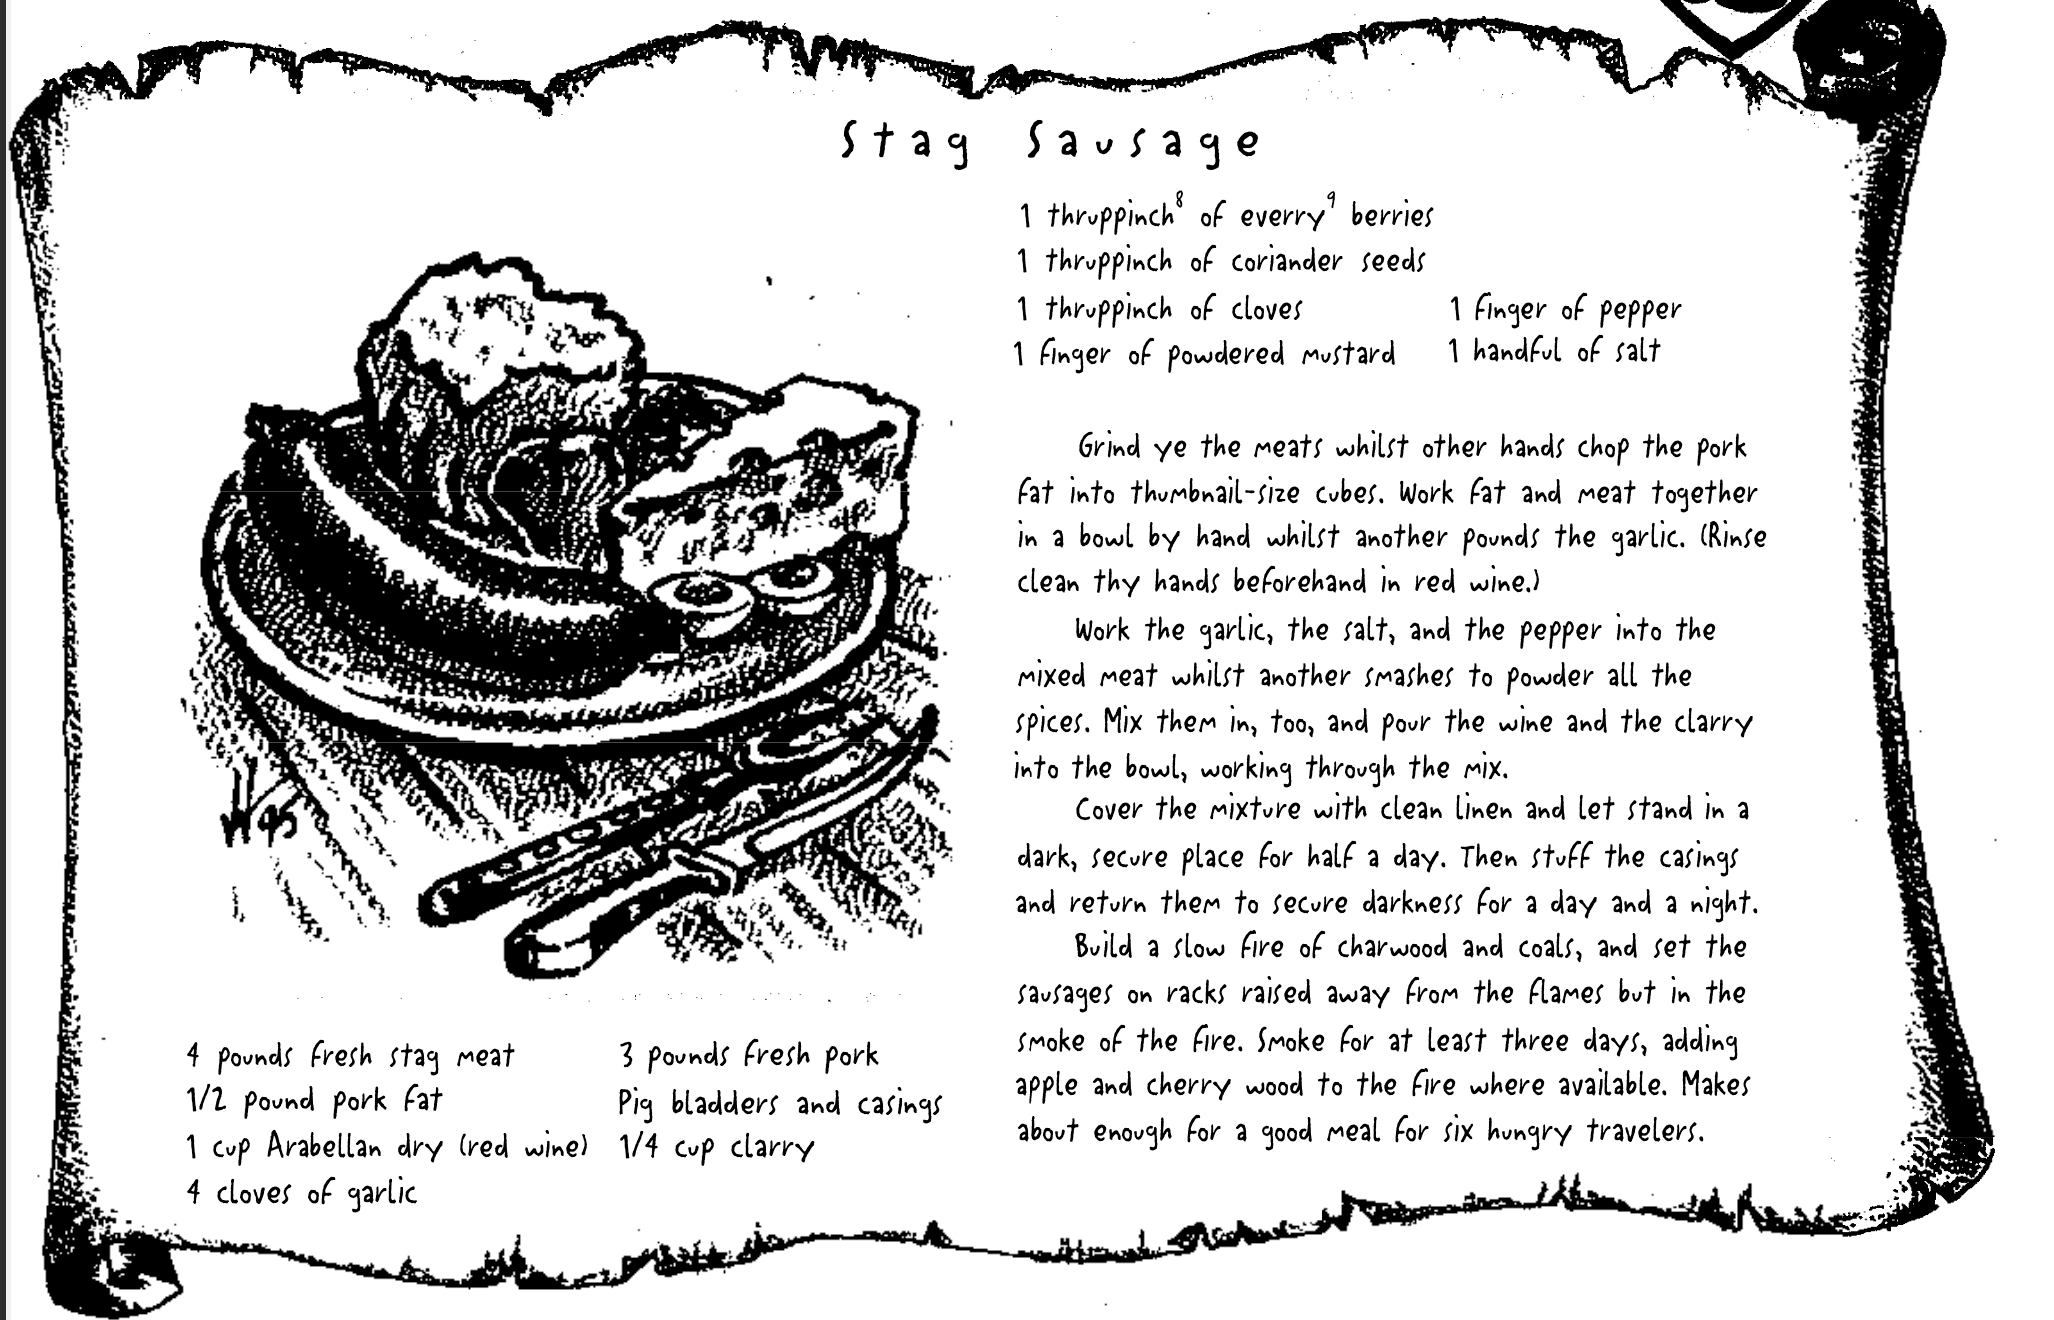 Stag Sausage
4 pounds fresh stag meat
1/2 pound pork fat
1 cup Arabellan dry (red wine)
4 cloves of garlic
3 pounds fresh pork
Pig bladders and casings
1/4 cup clarry
1 thruppinch⁸ of everry⁹ berries
1 thruppinch of coriander seeds
1 thruppinch of cloves
1 finger of powdered mustard
1 finger of pepper
1 handful of salt
Grind ye the meats whilst other hands chop the pork
fat into thumbnail-size cubes. Work fat and meat together
in a bowl by hand whilst another pounds the garlic. (Rinse
clean thy hands beforehand in red wine.)
Work the garlic, the salt, and the pepper into the
mixed meat whilst another smashes to powder all the
spices. Mix them in, too, and pour the wine and the clarry
into the bowl, working through the mix.
Cover the mixture with clean linen and let stand in a
dark, secure place for half a day. Then stuff the casings
and return them to secure darkness for a day and a night.
Build a slow fire of charwood and coals, and set the
sausages on racks raised away from the flames but in the
smoke of the fire. Smoke for at least three days, adding
apple and cherry wood to the fire where available. Makes
about enough for a good meal for six hungry travelers.